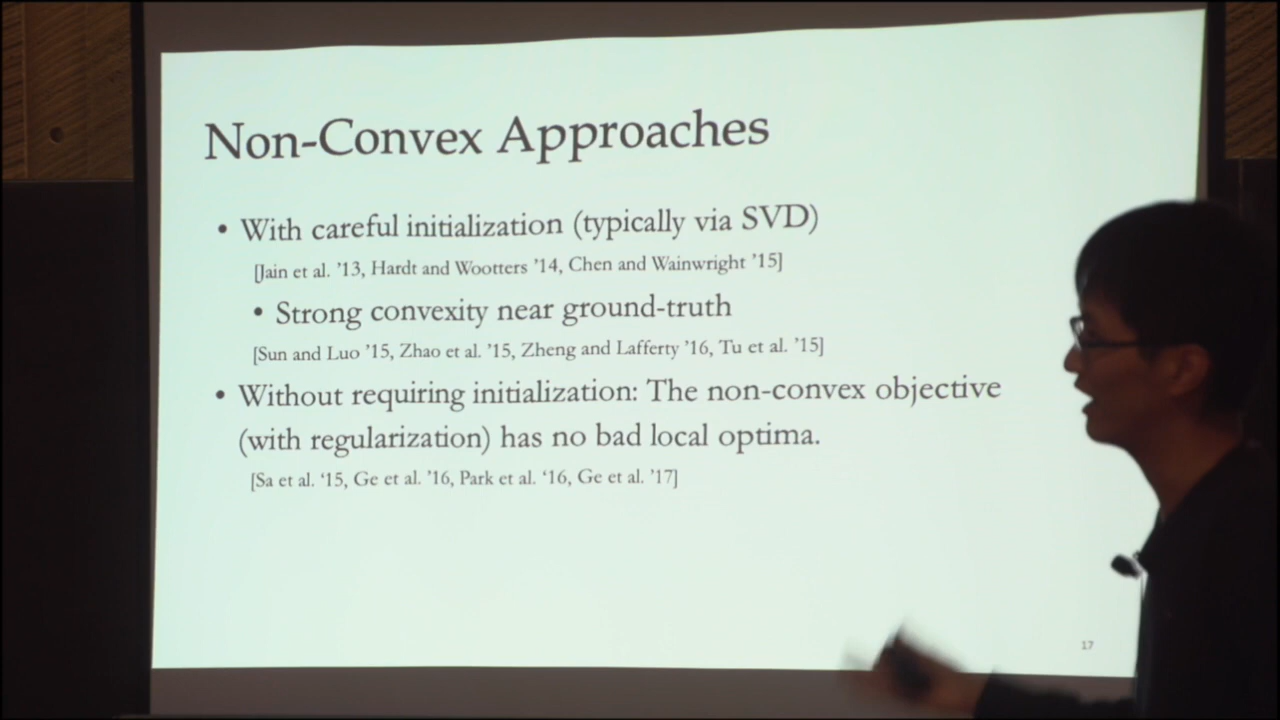 Non-Convex Approaches
• With careful initialization (typically via SVD)
[Jain et al. '13, Hardt and Wootters '14, Chen and Wainwright '15]
• Strong convexity near ground-truth
[Sun and Luo '15, Zhao et al. '15, Zheng and Lafferty '16, Tu et al. '15]
• Without requiring initialization: The non-convex objective
(with regularization) has no bad local optima.
[Sa et al. ‘15, Ge et al. '16, Park et al. ‘16, Ge et al. '17]
17